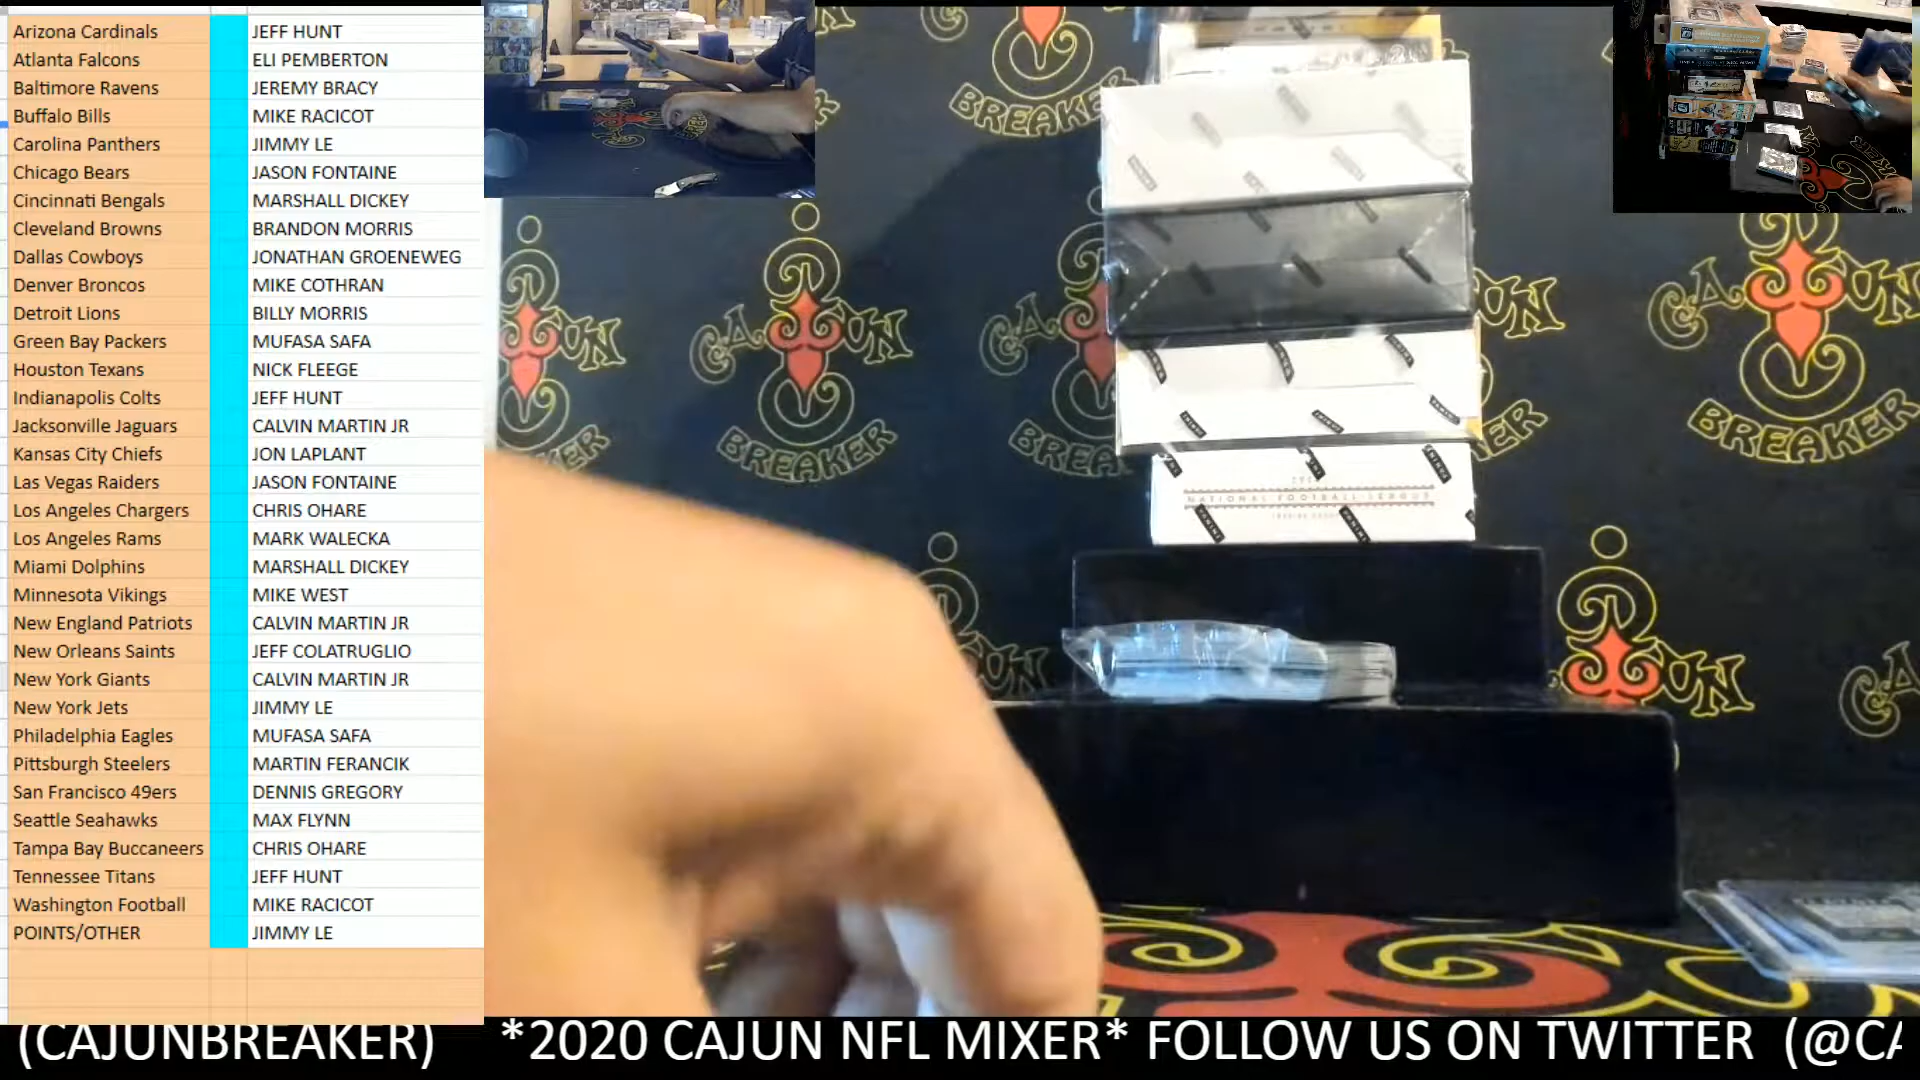 Arizona Cardinals JEFF HUNT
Atlanta Falcons ELI PEMBERTON
Baltimore Ravens JEREMY BRACY
Buffalo Bills MIKE RACICOT
Carolina Panthers JIMMY LE
Chicago Bears JASON FONTAINE
Cincinnati Bengals MARSHALL DICKEY
Cleveland Browns BRANDON MORRIS
Dallas Cowboys JONATHAN GROENEWEG
Denver Broncos MIKE COTHRAN
Detroit Lions BILLY MORRIS
Green Bay Packers MUFASA SAFA
Houston Texans NICK FLEEGE
Indianapolis Colts JEFF HUNT
Jacksonville Jaguars CALVIN MARTIN JR
Kansas City Chiefs JON LAPLANT
Las Vegas Raiders JASON FONTAINE
Los Angeles Chargers CHRIS OHARE
Los Angeles Rams MARK WALECKA
Miami Dolphins MARSHALL DICKEY
Minnesota Vikings MIKE WEST
New England Patriots CALVIN MARTIN JR
New Orleans Saints JEFF COLATRUGLIO
New York Giants CALVIN MARTIN JR
New York Jets JIMMY LE
Philadelphia Eagles MUFASA SAFA
Pittsburgh Steelers MARTIN FERANCIK
San Francisco 49ers DENNIS GREGORY
Seattle Seahawks MAX FLYNN
Tampa Bay Buccaneers CHRIS OHARE
Tennessee Titans JEFF HUNT
Washington Football MIKE RACICOT
POINTS/OTHER JIMMY LE
BREAKER
CAJUN
BREAKER
CAJUN
BREAKER
NATIONAL FOOTBALL LEAGUE
PANINI
PANINI
(CAJUNBREAKER) *2020 CAJUN NFL MIXER* FOLLOW US ON TWITTER (@CA